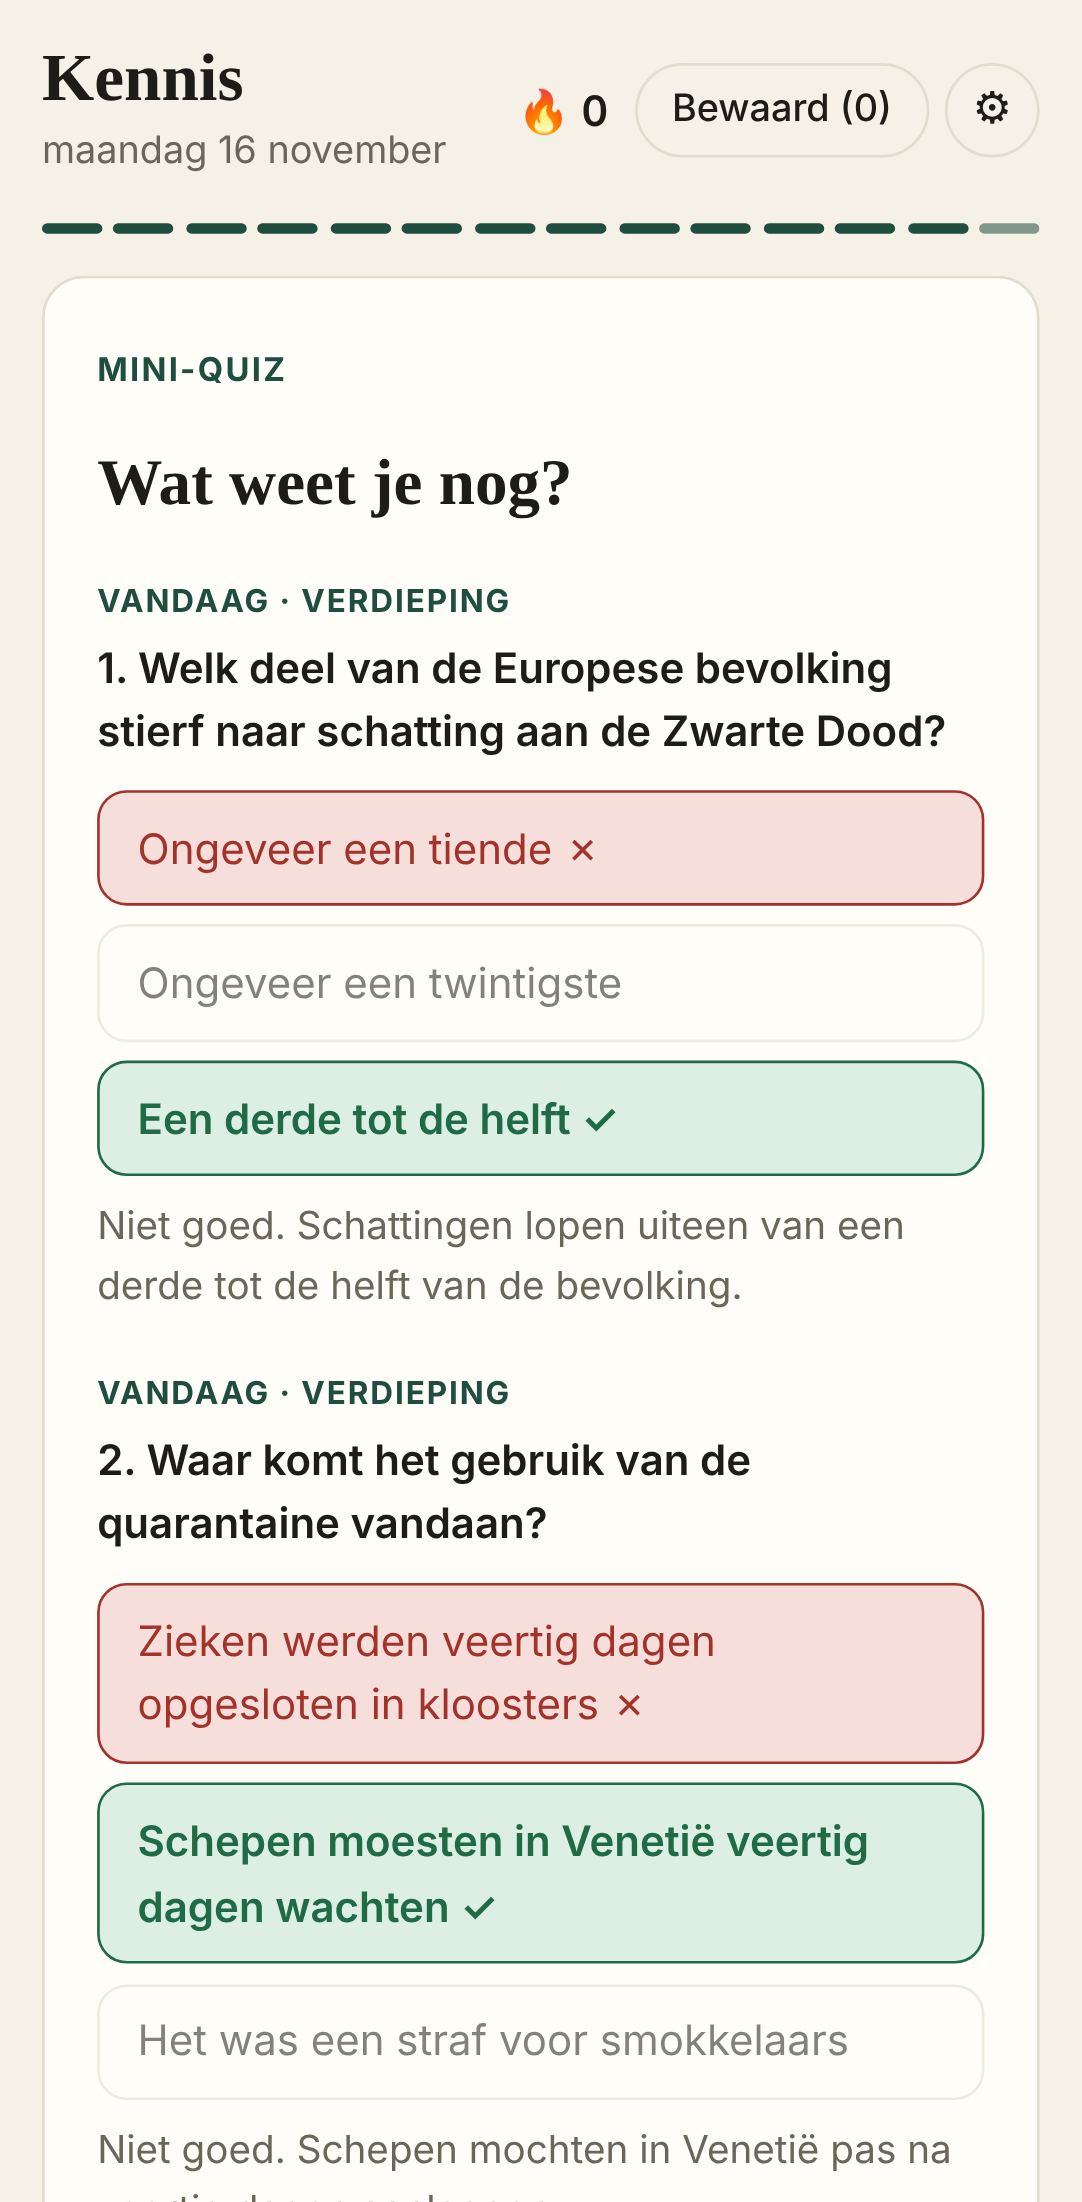 Kennis
maandag 16 november
🔥 0
Bewaard (0)
⚙
MINI-QUIZ
Wat weet je nog?
VANDAAG · VERDIEPING
1. Welk deel van de Europese bevolking
stierf naar schatting aan de Zwarte Dood?
Ongeveer een tiende ×
Ongeveer een twintigste
Een derde tot de helft ✓
Niet goed. Schattingen lopen uiteen van een
derde tot de helft van de bevolking.
VANDAAG · VERDIEPING
2. Waar komt het gebruik van de
quarantaine vandaan?
Zieken werden veertig dagen
opgesloten in kloosters ×
Schepen moesten in Venetië veertig
dagen wachten ✓
Het was een straf voor smokkelaars
Niet goed. Schepen mochten in Venetië pas na